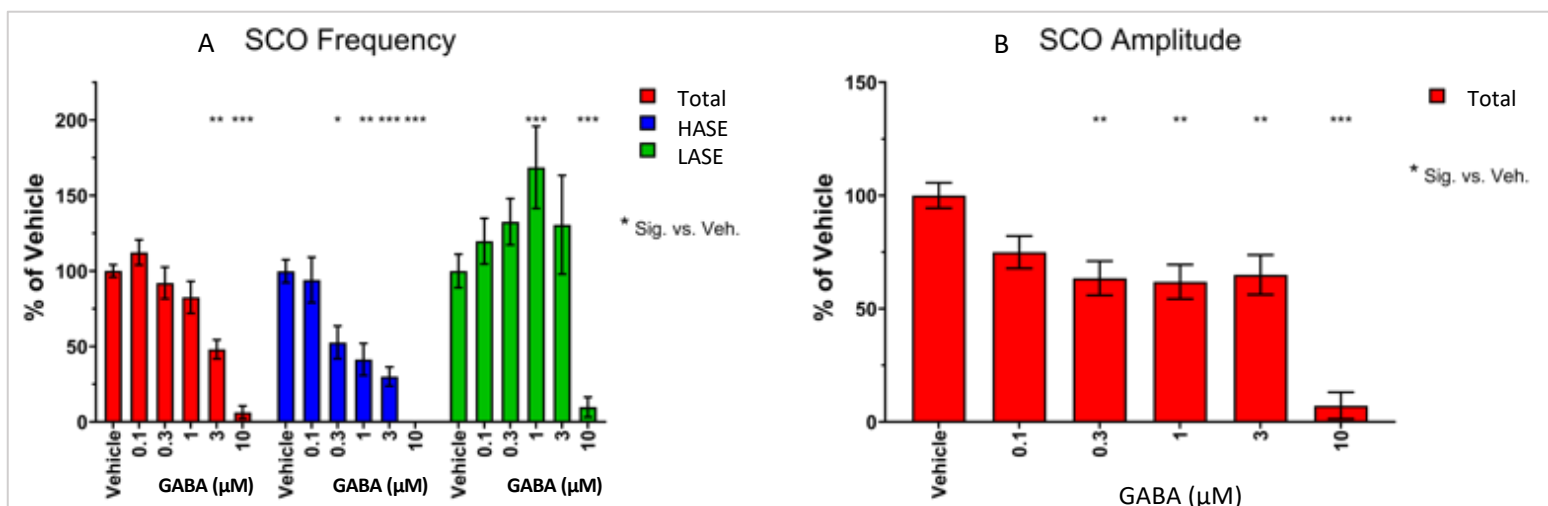 A SCO Frequency
Total
HASE
LASE
* Sig. vs. Veh.
% of Vehicle
200
150
100
50
0
** *** * ** *** *** *** ***
Vehicle 0.1 0.3 1 3 10 Vehicle 0.1 0.3 1 3 10 Vehicle 0.1 0.3 1 3 10
GABA (µM) GABA (µM) GABA (µM)
B SCO Amplitude
Total
* Sig. vs. Veh.
% of Vehicle
150
100
50
0
** ** ** ***
Vehicle 0.1 0.3 1 3 10
GABA (µM)